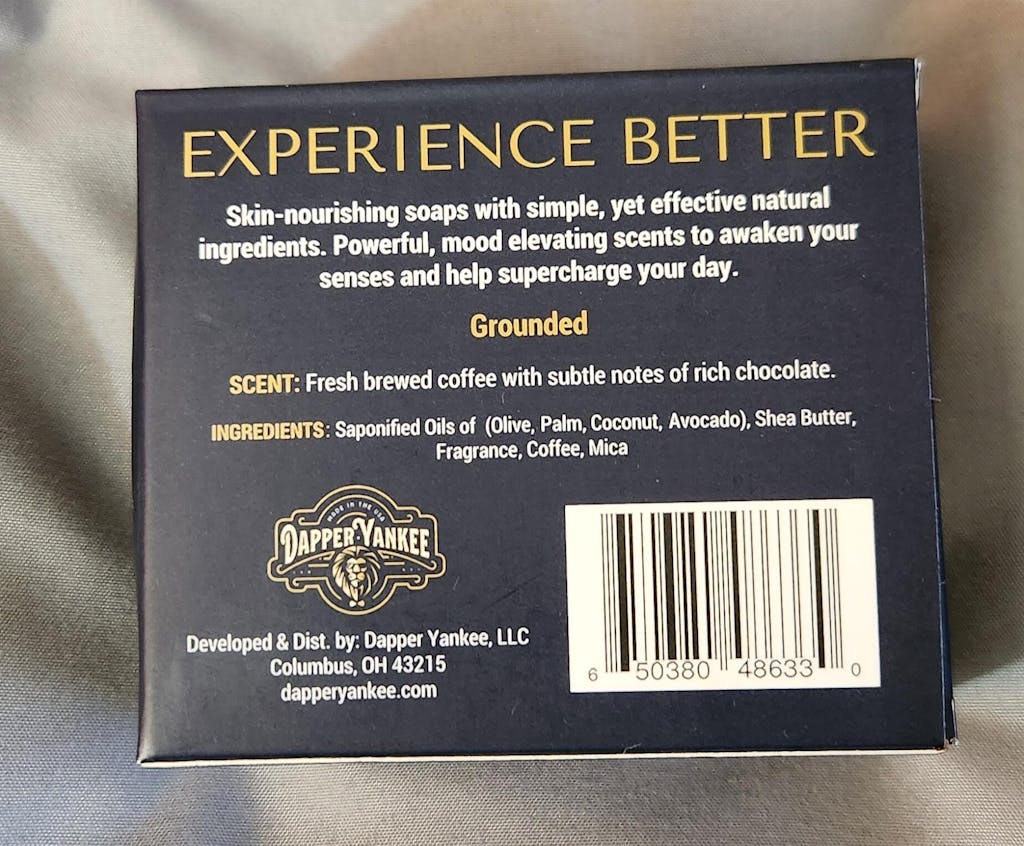 EXPERIENCE BETTER
Skin-nourishing soaps with simple, yet effective natural
ingredients. Powerful, mood elevating scents to awaken your
senses and help supercharge your day.
Grounded
SCENT: Fresh brewed coffee with subtle notes of rich chocolate.
INGREDIENTS: Saponified Oils of (Olive, Palm, Coconut, Avocado), Shea Butter,
Fragrance, Coffee, Mica
MADE IN THE USA
DAPPER YANKEE
Developed & Dist. by: Dapper Yankee, LLC
Columbus, OH 43215
dapperyankee.com
6 50380 48633 0